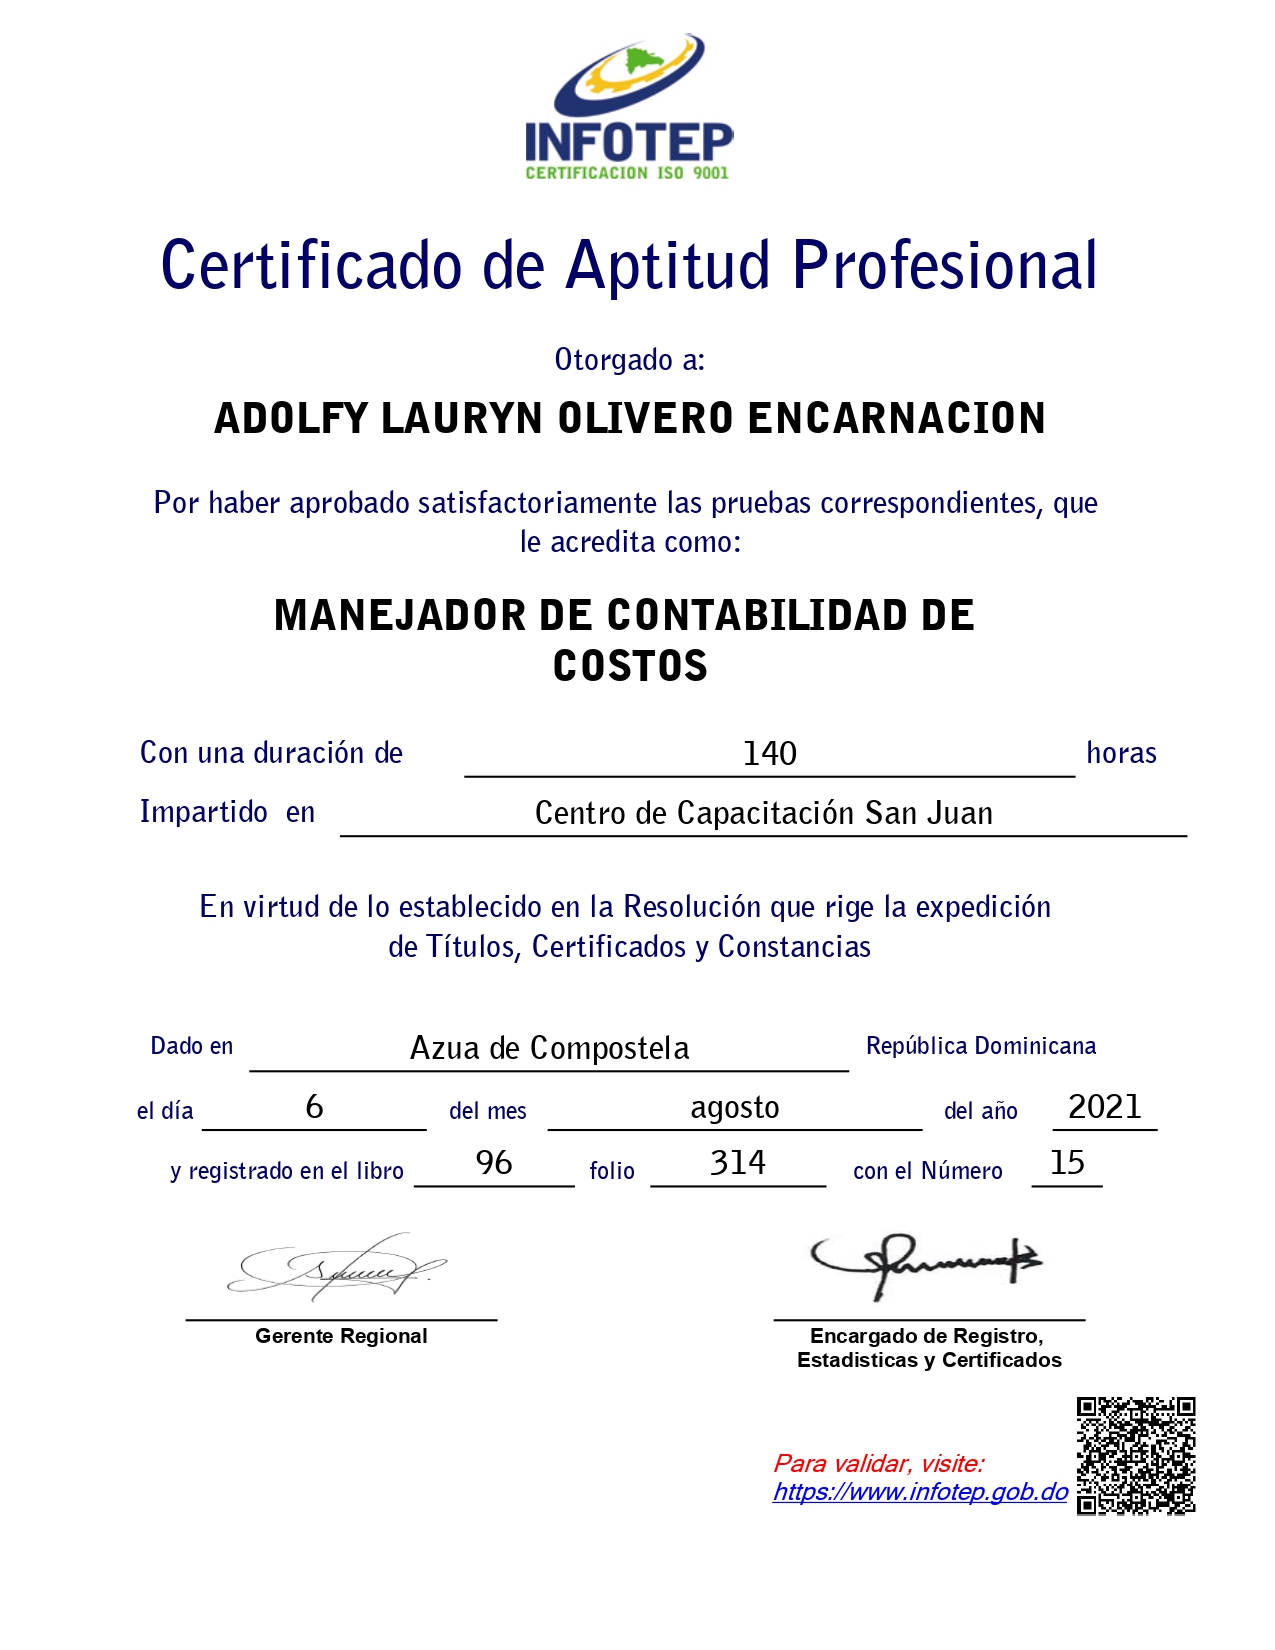 INFOTEP
CERTIFICACION ISO 9001
Certificado de Aptitud Profesional
Otorgado a:
ADOLFY LAURYN OLIVERO ENCARNACION
Por haber aprobado satisfactoriamente las pruebas correspondientes, que
le acredita como:
MANEJADOR DE CONTABILIDAD DE
COSTOS
Con una duración de 140 horas
Impartido en Centro de Capacitación San Juan
En virtud de lo establecido en la Resolución que rige la expedición
de Títulos, Certificados y Constancias
Dado en Azua de Compostela República Dominicana
el día 6 del mes agosto del año 2021
y registrado en el libro 96 folio 314 con el Número 15
Gerente Regional
Encargado de Registro,
Estadisticas y Certificados
Para validar, visite:
https://www.infotep.gob.do